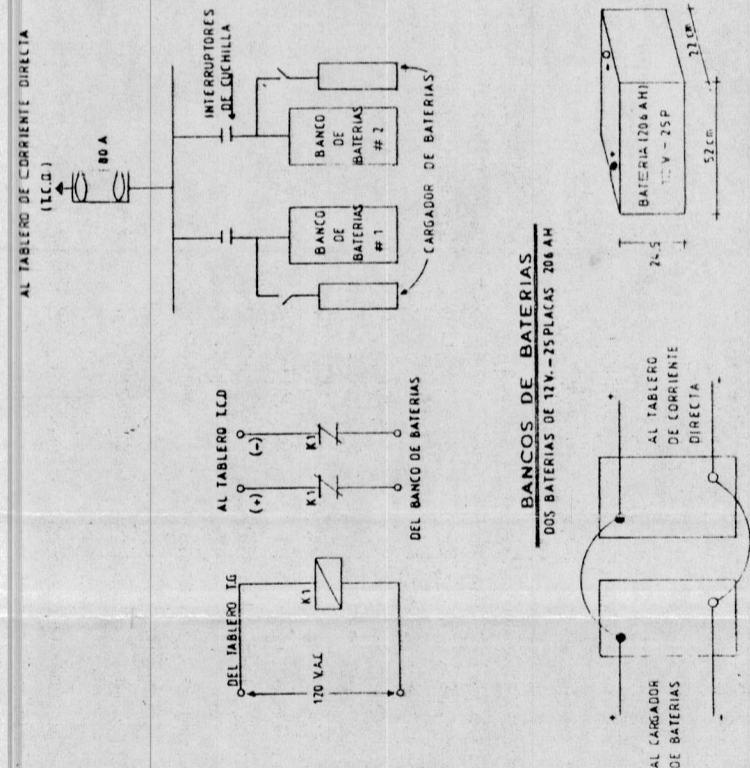 AL TABLERO DE CORRIENTE DIRECTA
(T.C.D.)
80 A
INTERRUPTORES
DE CUCHILLA
BANCO
DE
BATERIAS
# 1
BANCO
DE
BATERIAS
# 2
CARGADOR DE BATERIAS
DEL TABLERO T.G
120 V.A.C
K1
AL TABLERO T.C.D
(+)
(-)
K1
K1
DEL BANCO DE BATERIAS
BANCOS DE BATERIAS
DOS BATERIAS DE 12 V. - 25 PLACAS 206 AH
AL CARGADOR
DE BATERIAS
+
-
AL TABLERO
DE CORRIENTE
DIRECTA
+
-
+
-
BATERIA (206 AH)
V - 25 P
24.5
52 cm
22 cm